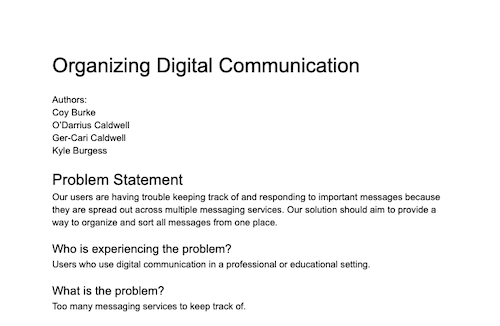 Organizing Digital Communication
Authors:
Coy Burke
O'Darrius Caldwell
Ger-Cari Caldwell
Kyle Burgess
Problem Statement
Our users are having trouble keeping track of and responding to important messages because
they are spread out across multiple messaging services. Our solution should aim to provide a
way to organize and sort all messages from one place.
Who is experiencing the problem?
Users who use digital communication in a professional or educational setting.
What is the problem?
Too many messaging services to keep track of.